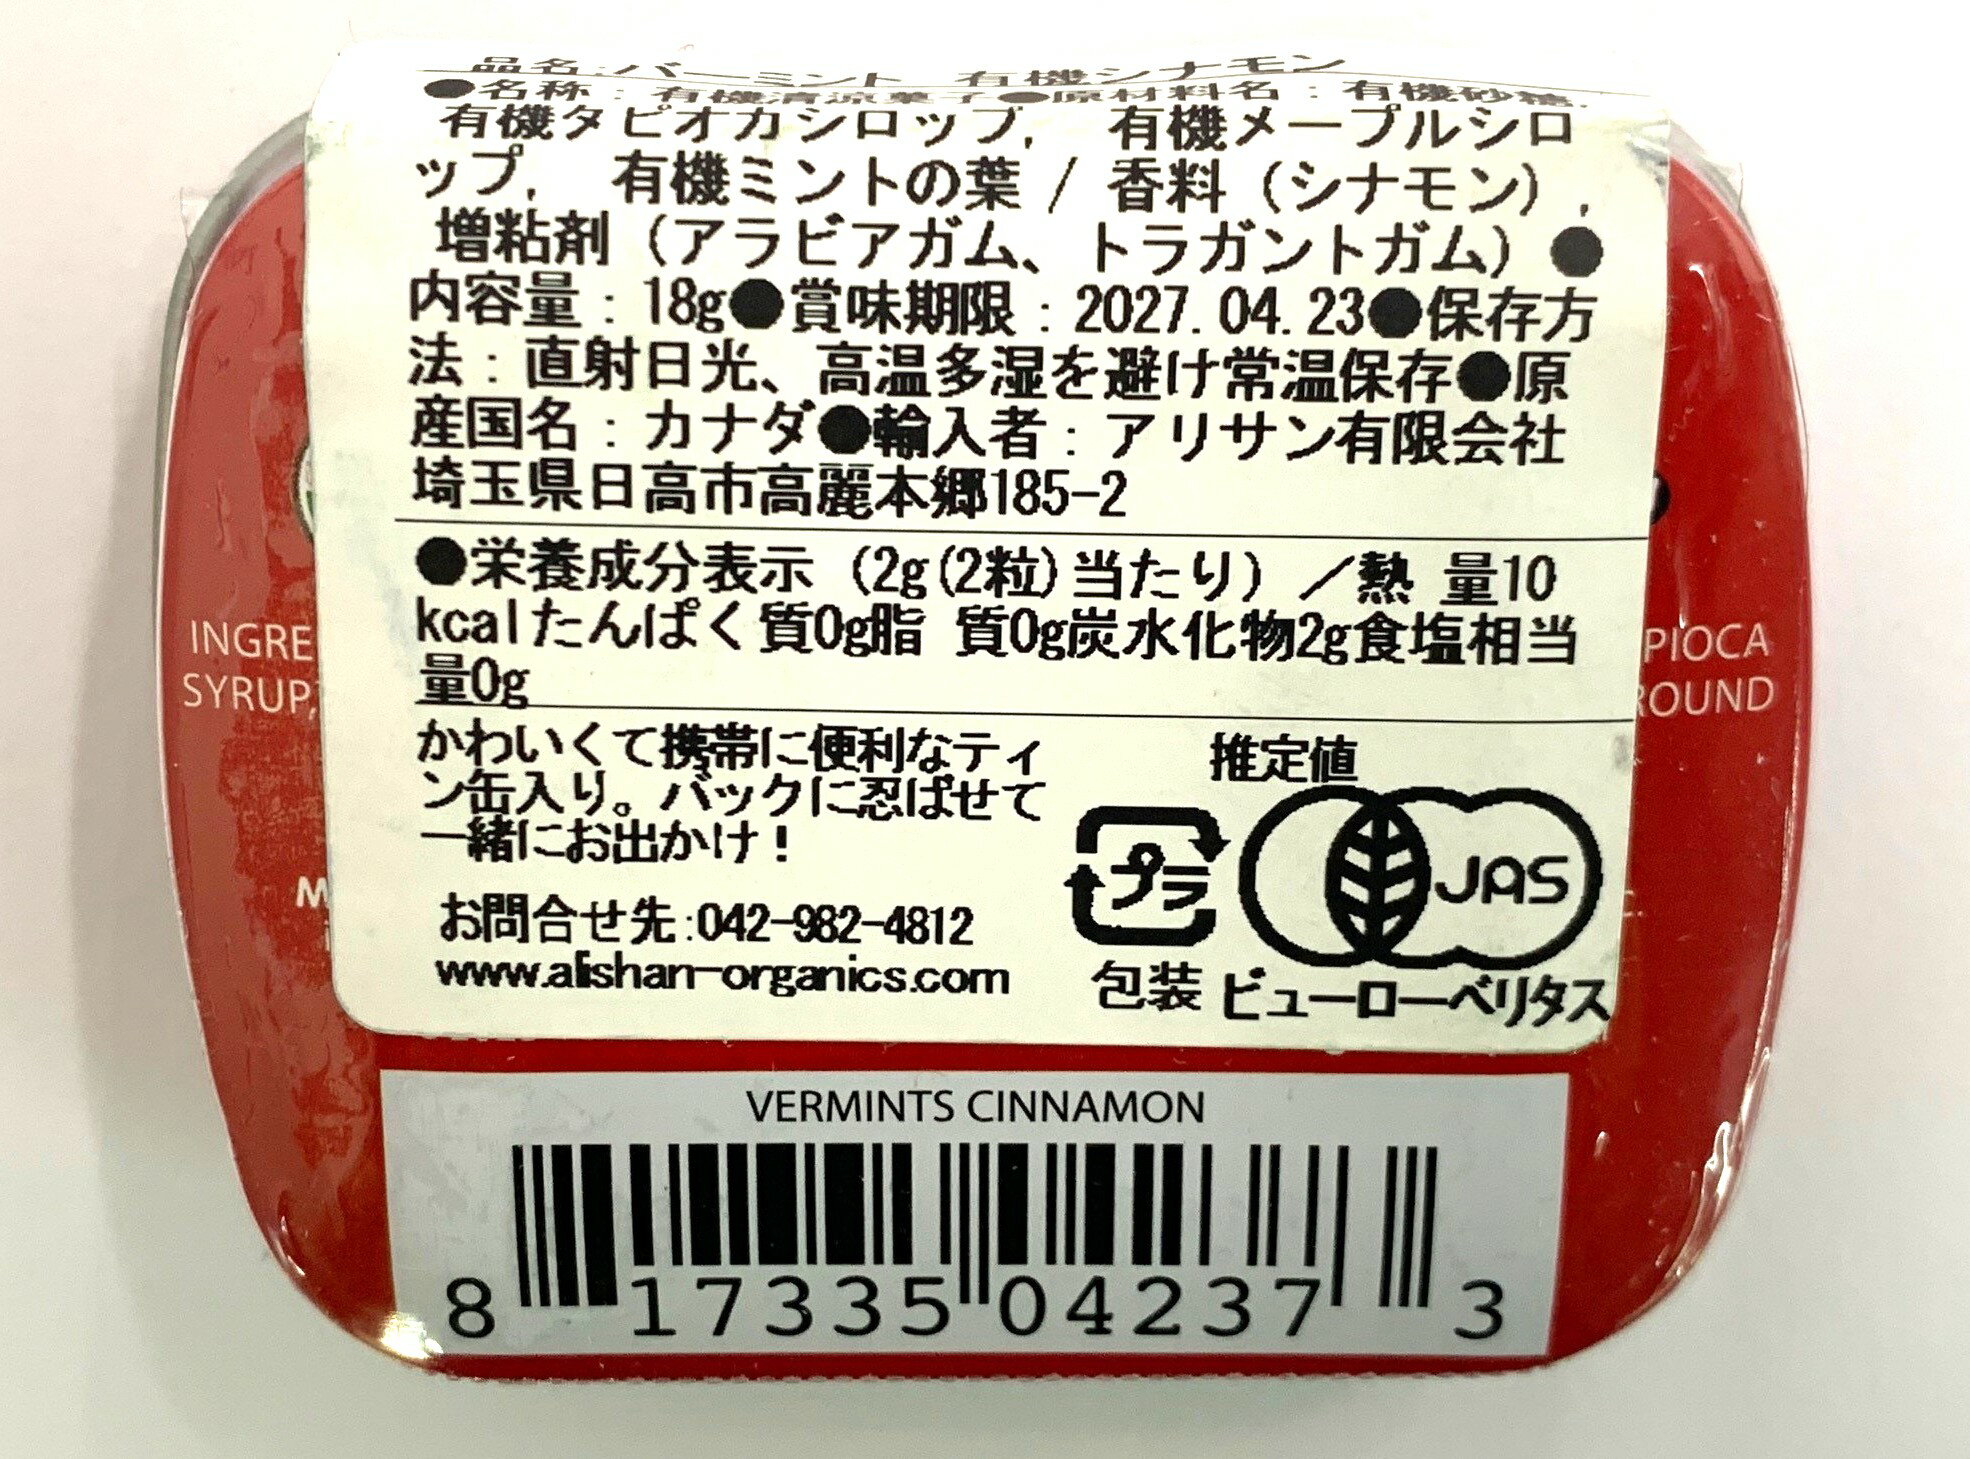 品名:バーミント 有機シナモン
●名称：有機清涼菓子●原材料名：有機砂糖,
有機タピオカシロップ, 有機メープルシロ
ップ, 有機ミントの葉 / 香料（シナモン）,
増粘剤（アラビアガム、トラガントガム）●
内容量：18g●賞味期限：2027.04.23●保存方
法：直射日光、高温多湿を避け常温保存●原
産国名：カナダ●輸入者：アリサン有限会社
埼玉県日高市高麗本郷185-2
●栄養成分表示（2g(2粒)当たり）／熱 量10
kcalたんぱく質0g脂 質0g炭水化物2g食塩相当
量0g
かわいくて携帯に便利なティ
ン缶入り。バックに忍ばせて
一緒にお出かけ！
推定値
お問合せ先:042-982-4812
www.alishan-organics.com
プラ
包装
JAS
ビューローベリタス
INGRE
SYRUP,
PIOCA
ROUND
M
VERMINTS CINNAMON
8 17335 04237 3